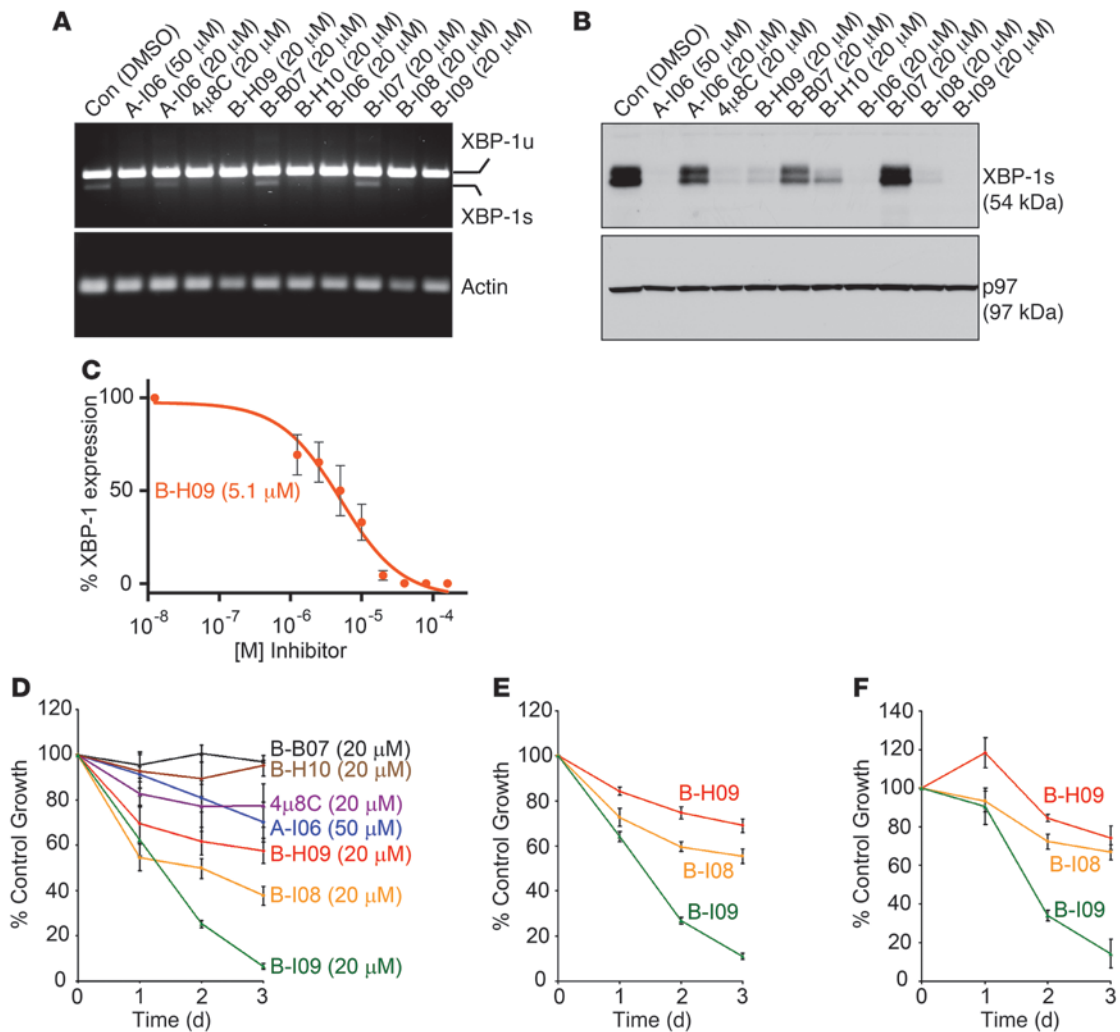 A
Con (DMSO)
A-I06 (50 μM)
A-I06 (20 μM)
4μ8C (20 μM)
B-H09 (20 μM)
B-B07 (20 μM)
B-H10 (20 μM)
B-I06 (20 μM)
B-I07 (20 μM)
B-I08 (20 μM)
B-I09 (20 μM)
XBP-1u
XBP-1s
Actin
B
Con (DMSO)
A-I06 (50 μM)
A-I06 (20 μM)
4μ8C (20 μM)
B-H09 (20 μM)
B-B07 (20 μM)
B-H10 (20 μM)
B-I06 (20 μM)
B-I07 (20 μM)
B-I08 (20 μM)
B-I09 (20 μM)
XBP-1s
(54 kDa)
p97
(97 kDa)
C
% XBP-1 expression
100
50
0
B-H09 (5.1 μM)
10⁻⁸ 10⁻⁷ 10⁻⁶ 10⁻⁵ 10⁻⁴
[M] Inhibitor
D
% Control Growth
120
100
80
60
40
20
0
B-B07 (20 μM)
B-H10 (20 μM)
4μ8C (20 μM)
A-I06 (50 μM)
B-H09 (20 μM)
B-I08 (20 μM)
B-I09 (20 μM)
0 1 2 3
Time (d)
E
% Control Growth
120
100
80
60
40
20
0
B-H09
B-I08
B-I09
0 1 2 3
Time (d)
F
% Control Growth
140
120
100
80
60
40
20
0
B-H09
B-I08
B-I09
0 1 2 3
Time (d)